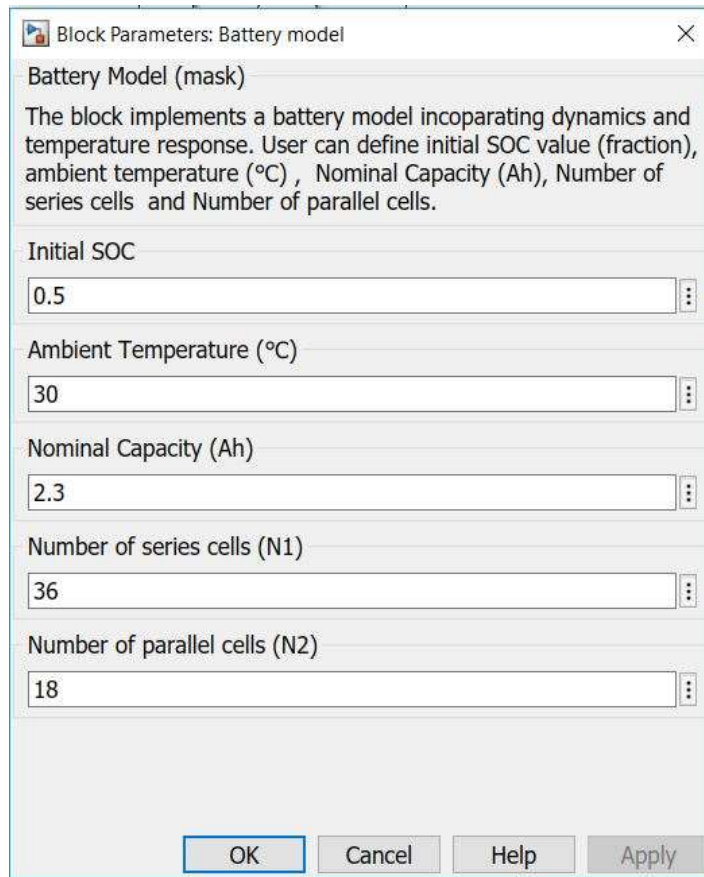 Block Parameters: Battery model
Battery Model (mask)
The block implements a battery model incoparating dynamics and
temperature response. User can define initial SOC value (fraction),
ambient temperature (ºC) , Nominal Capacity (Ah), Number of
series cells and Number of parallel cells.
Initial SOC
0.5
Ambient Temperature (ºC)
30
Nominal Capacity (Ah)
2.3
Number of series cells (N1)
36
Number of parallel cells (N2)
18
OK Cancel Help Apply